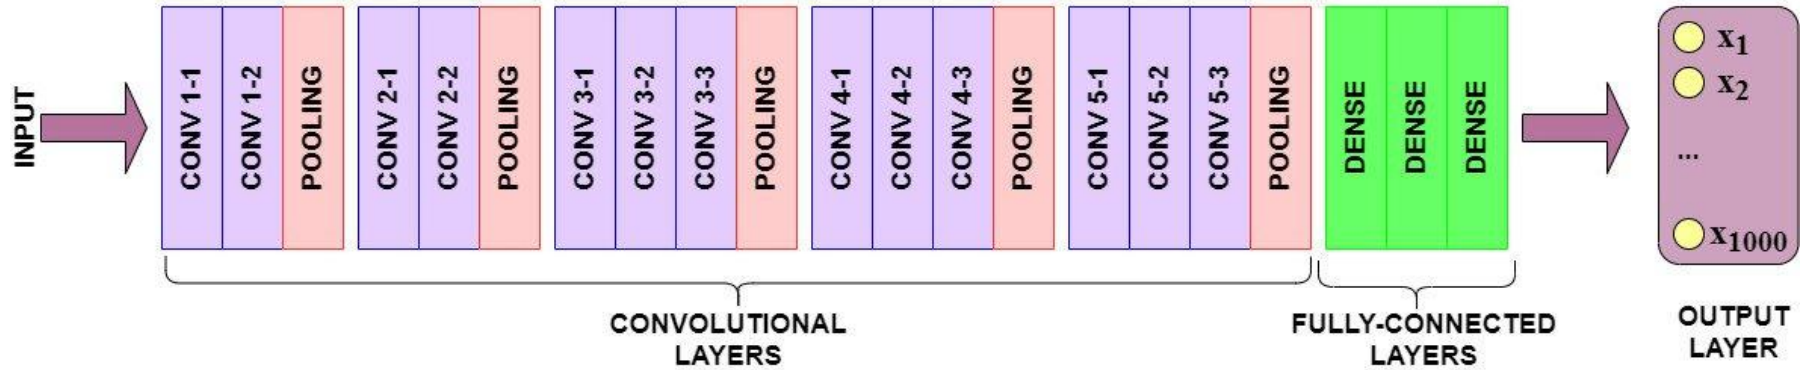 INPUT
CONV 1-1
CONV 1-2
POOLING
CONV 2-1
CONV 2-2
POOLING
CONV 3-1
CONV 3-2
CONV 3-3
POOLING
CONV 4-1
CONV 4-2
CONV 4-3
POOLING
CONV 5-1
CONV 5-2
CONV 5-3
POOLING
DENSE
DENSE
DENSE
x1
x2
...
x1000
CONVOLUTIONAL
LAYERS
FULLY-CONNECTED
LAYERS
OUTPUT
LAYER